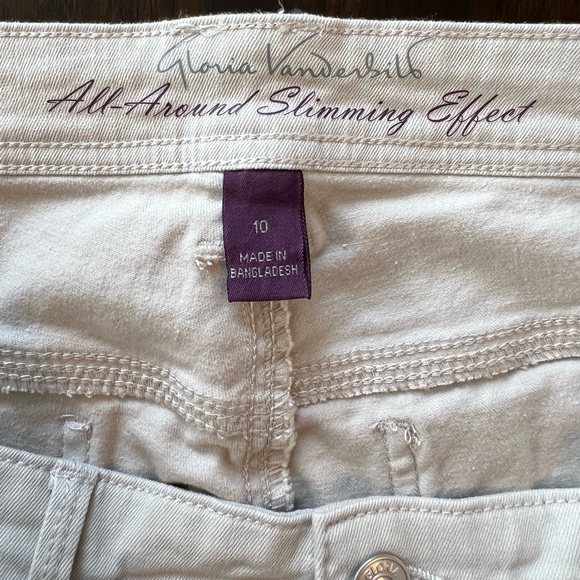 Gloria Vanderbilt
All-Around Slimming Effect
10
MADE IN
BANGLADESH